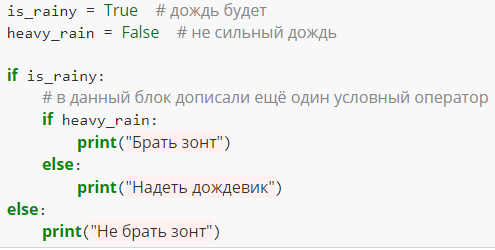 is_rainy = True  # дождь будет
heavy_rain = False  # не сильный дождь

if is_rainy:
    # в данный блок дописали ещё один условный оператор
    if heavy_rain:
        print("Брать зонт")
    else:
        print("Надеть дождевик")
else:
    print("Не брать зонт")